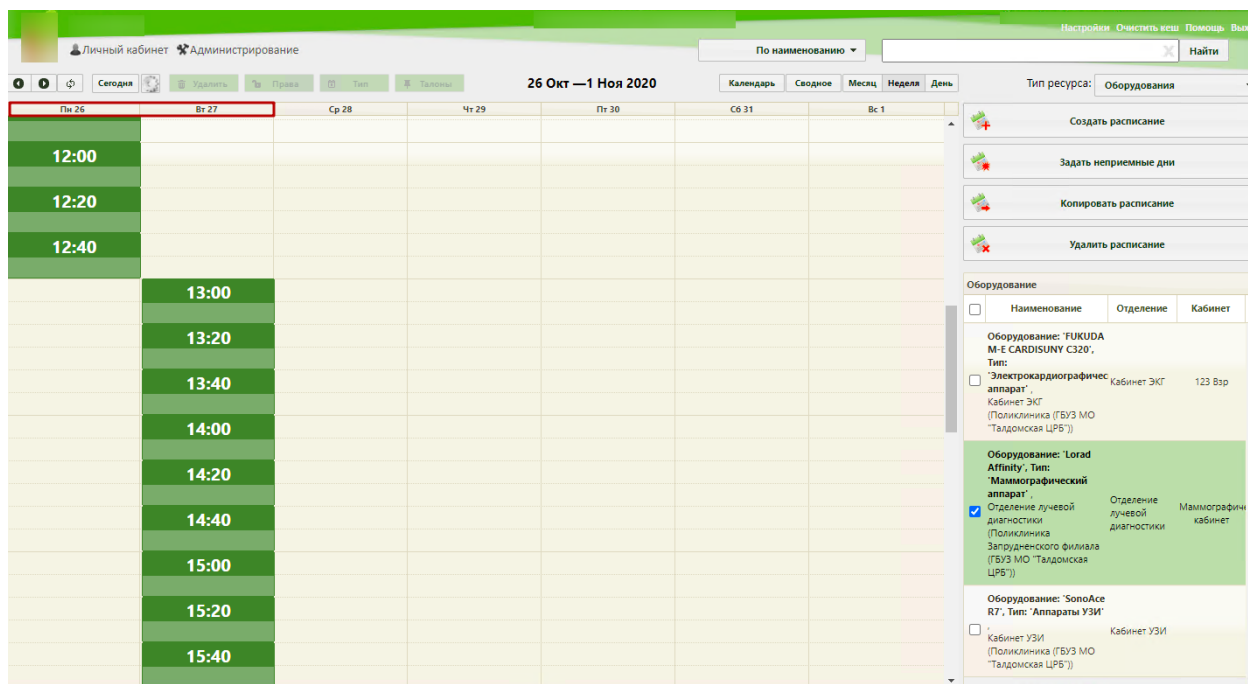 Настройки Очистить кеш Помощь
Личный кабинет Администрирование
По наименованию
Найти
Сегодня Удалить Права Тип Талоны
26 Окт —1 Ноя 2020
Календарь Сводное Месяц Неделя День
Тип ресурса: Оборудования
Пн 26 Вт 27 Ср 28 Чт 29 Пт 30 Сб 31 Вс 1
12:00
12:20
12:40
13:00
13:20
13:40
14:00
14:20
14:40
15:00
15:20
15:40
Создать расписание
Задать неприемные дни
Копировать расписание
Удалить расписание
Оборудование
Наименование Отделение Кабинет
Оборудование: 'FUKUDA
M-E CARDISUNY C320',
Тип:
'Электрокардиографичес
аппарат' ,
Кабинет ЭКГ
(Поликлиника (ГБУЗ МО
"Талдомская ЦРБ"))
Кабинет ЭКГ
123 Взр
Оборудование: 'Lorad
Affinity', Тип:
'Маммографический
аппарат' ,
Отделение лучевой
диагностики
(Поликлиника
Запрудненского филиала
(ГБУЗ МО "Талдомская
ЦРБ"))
Отделение
лучевой
диагностики
Маммографиче
кабинет
Оборудование: 'SonoAce
R7', Тип: 'Аппараты УЗИ'
,
Кабинет УЗИ
(Поликлиника (ГБУЗ МО
"Талдомская ЦРБ"))
Кабинет УЗИ